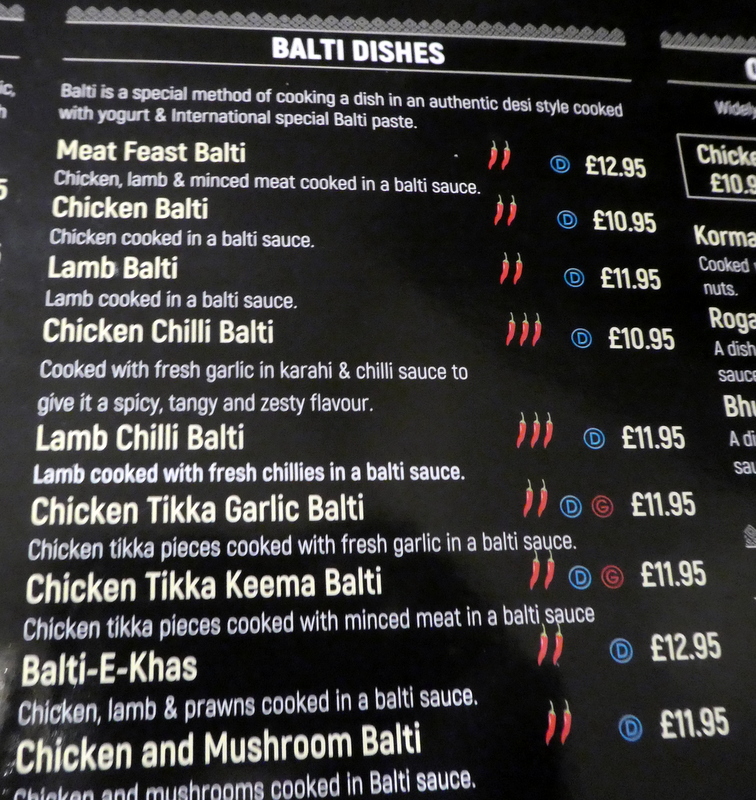 BALTI DISHES
Balti is a special method of cooking a dish in an authentic desi style cooked
with yogurt & International special Balti paste.
Meat Feast Balti D £12.95
Chicken, lamb & minced meat cooked in a balti sauce.
Chicken Balti D £10.95
Chicken cooked in a balti sauce.
Lamb Balti D £11.95
Lamb cooked in a balti sauce.
Chicken Chilli Balti D £10.95
Cooked with fresh garlic in karahi & chilli sauce to
give it a spicy, tangy and zesty flavour.
Lamb Chilli Balti D £11.95
Lamb cooked with fresh chillies in a balti sauce.
Chicken Tikka Garlic Balti D G £11.95
Chicken tikka pieces cooked with fresh garlic in a balti sauce.
Chicken Tikka Keema Balti D G £11.95
Chicken tikka pieces cooked with minced meat in a balti sauce
Balti-E-Khas D £12.95
Chicken, lamb & prawns cooked in a balti sauce.
Chicken and Mushroom Balti D £11.95
Chicken and mushrooms cooked in Balti sauce.
Cooked
nuts.
A dish